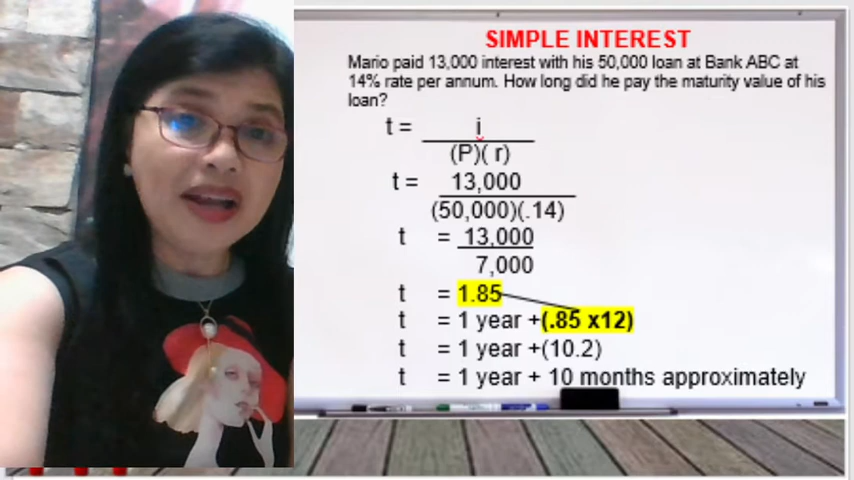 SIMPLE INTEREST
Mario paid 13,000 interest with his 50,000 loan at Bank ABC at
14% rate per annum. How long did he pay the maturity value of his
loan?
t = i
(P)( r)
t = 13,000
(50,000)(.14)
t = 13,000
7,000
t = 1.85
t = 1 year +(.85 x12)
t = 1 year +(10.2)
t = 1 year + 10 months approximately